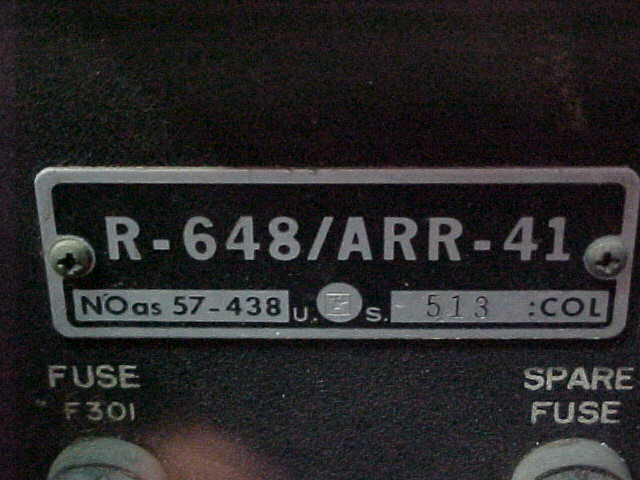 R-648/ARR-41
NOas 57-438 U. S. 513 :COL
FUSE SPARE
F301 FUSE